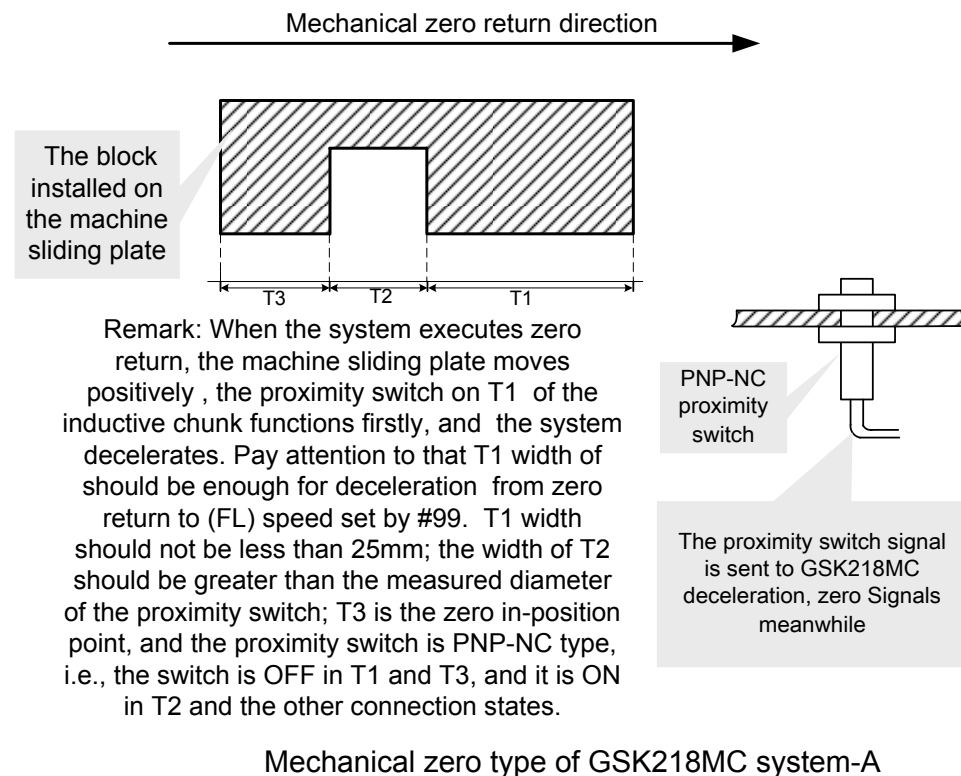 Mechanical zero return direction
The block
installed on
the machine
sliding plate
T3
T2
T1
Remark: When the system executes zero
return, the machine sliding plate moves
positively , the proximity switch on T1 of the
inductive chunk functions firstly, and the system
decelerates. Pay attention to that T1 width of
should be enough for deceleration from zero
return to (FL) speed set by #99. T1 width
should not be less than 25mm; the width of T2
should be greater than the measured diameter
of the proximity switch; T3 is the zero in-position
point, and the proximity switch is PNP-NC type,
i.e., the switch is OFF in T1 and T3, and it is ON
in T2 and the other connection states.
PNP-NC
proximity
switch
The proximity switch signal
is sent to GSK218MC
deceleration, zero Signals
meanwhile
Mechanical zero type of GSK218MC system-A